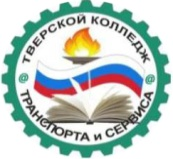 ТВЕРСКОЙ КОЛЛЕДЖ
@ @
ТРАНСПОРТА и СЕРВИСА